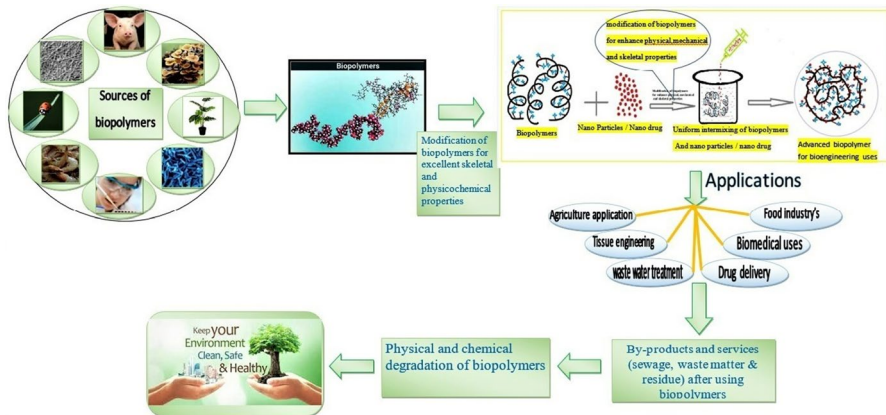 Sources of
biopolymers
Biopolymers
Modification of
biopolymers for
excellent skeletal
and
physicochemical
properties
modification of biopolymers
for enhance physical,mechanical
and skeletal properties
Biopolymers
Nano Particles / Nano drug
Uniform intermixing of biopolymers
And nano particles / nano drug
Advanced biopolymer
for bioengineering uses
Applications
Agriculture application
Food industry's
Tissue engineering
Biomedical uses
waste water treatment
Drug delivery
By-products and services
(sewage, waste matter &
residue) after using
biopolymers
Physical and chemical
degradation of biopolymers
Keep your
Environment
Clean, Safe
& Healthy